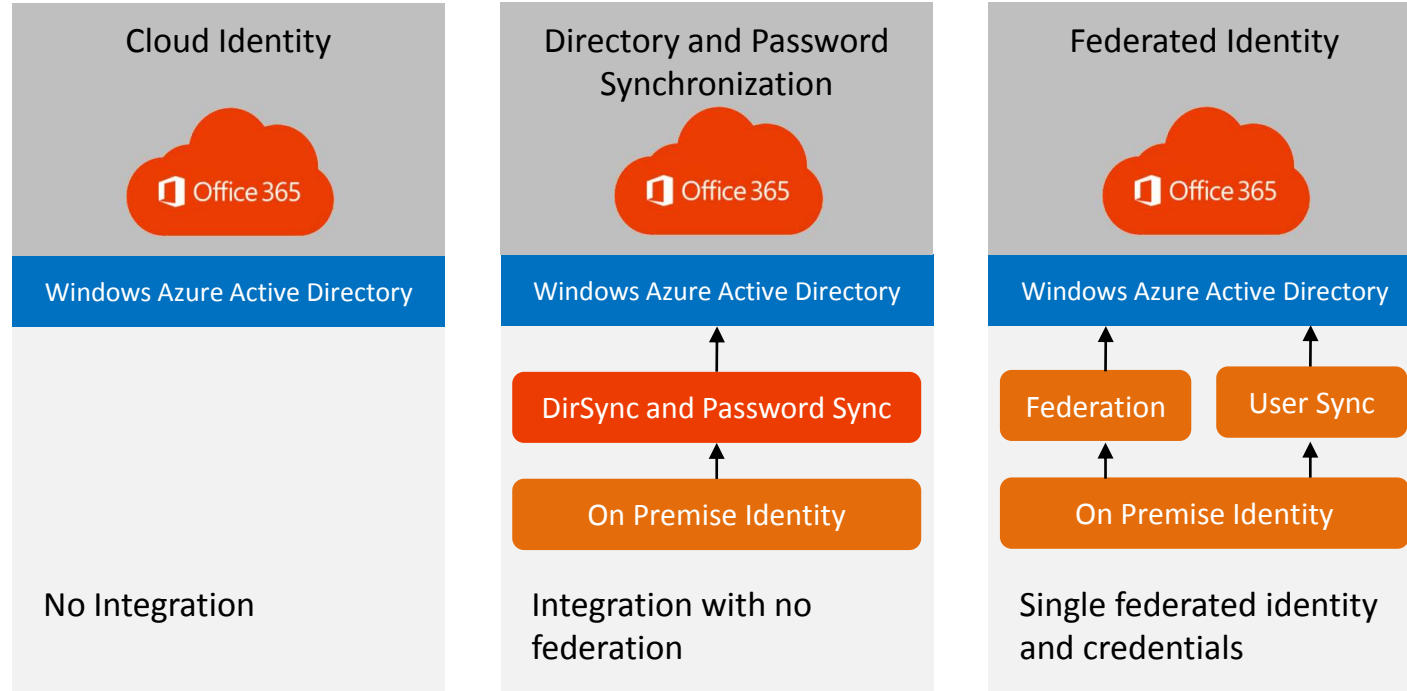 Cloud Identity
Office 365
Windows Azure Active Directory
No Integration
Directory and Password
Synchronization
Office 365
Windows Azure Active Directory
DirSync and Password Sync
On Premise Identity
Integration with no
federation
Federated Identity
Office 365
Windows Azure Active Directory
Federation
User Sync
On Premise Identity
Single federated identity
and credentials